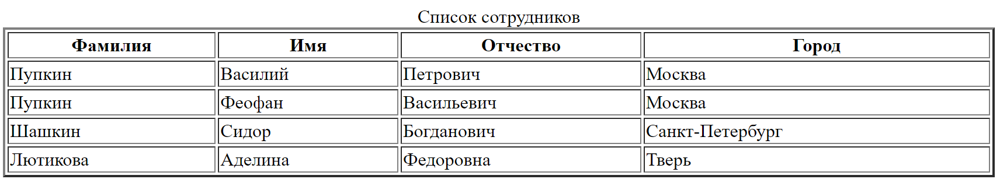 Список сотрудников
Фамилия Имя Отчество Город
Пупкин Василий Петрович Москва
Пупкин Феофан Васильевич Москва
Шашкин Сидор Богданович Санкт-Петербург
Лютикова Аделина Федоровна Тверь